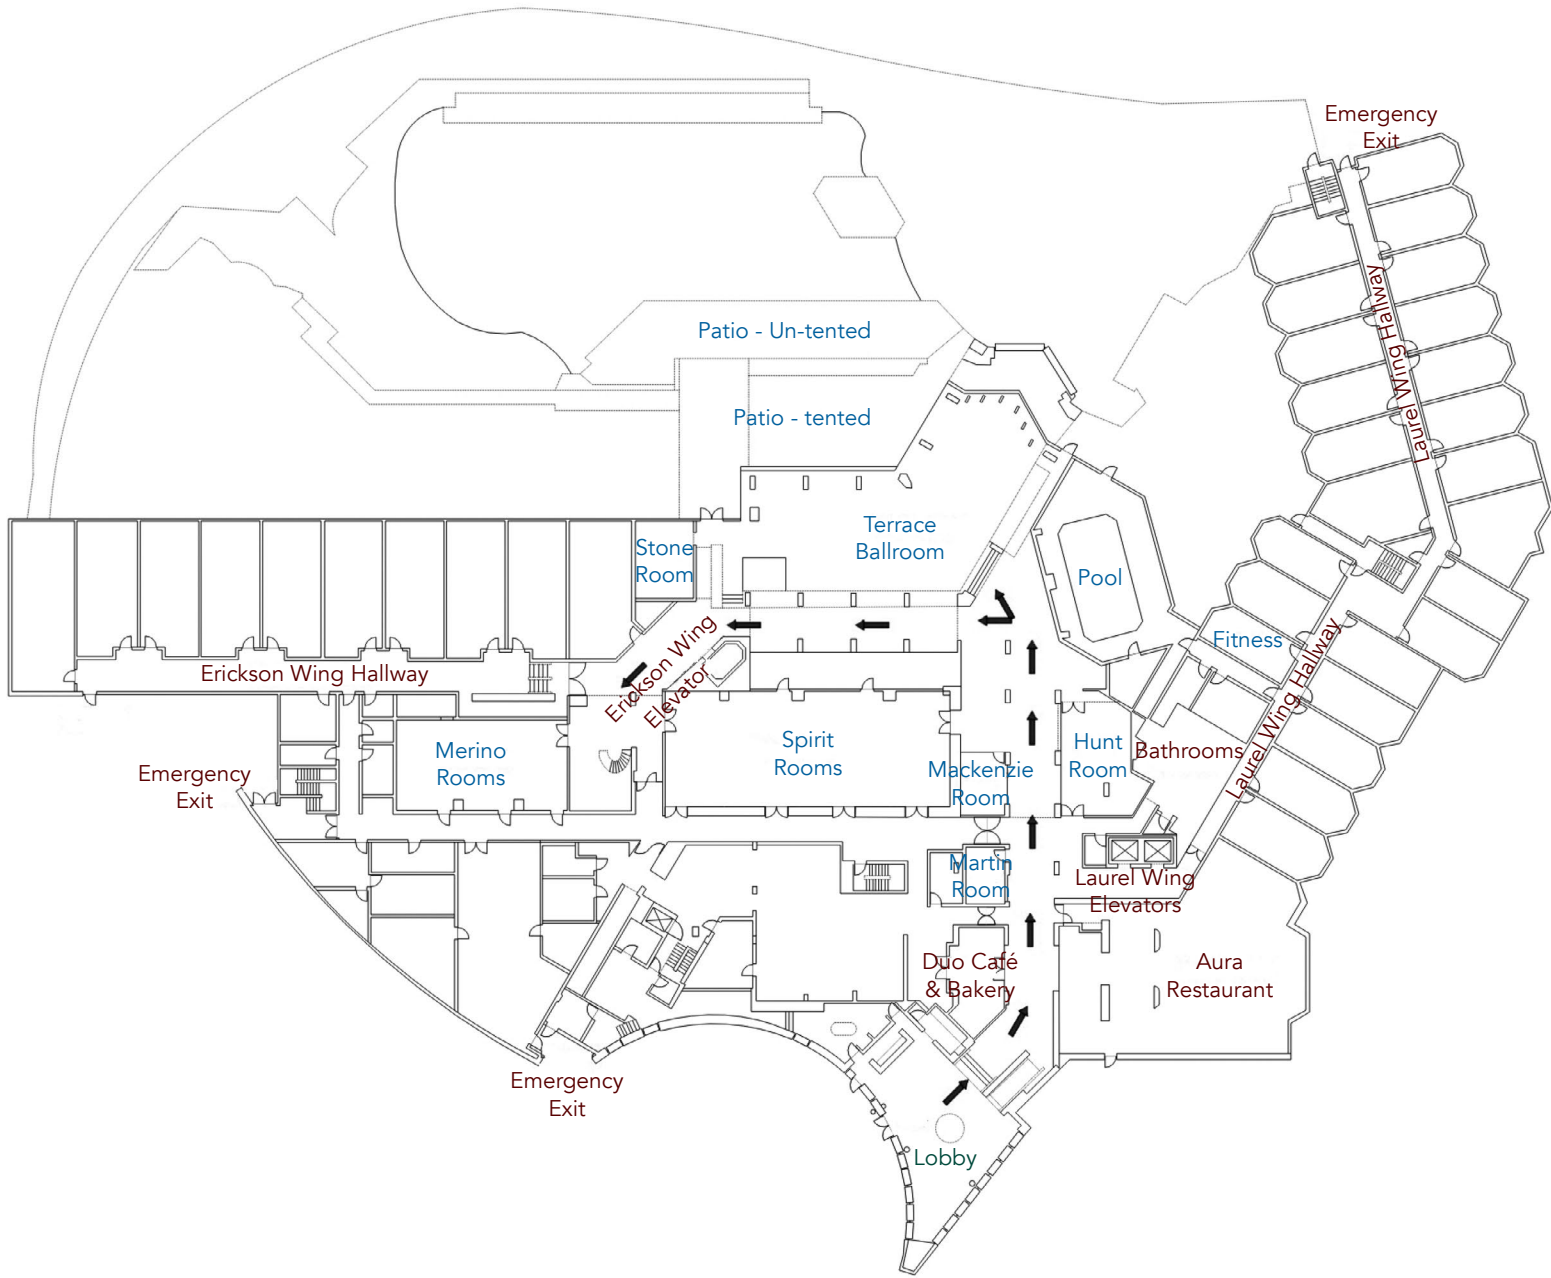 Emergency
Exit
Laurel Wing Hallway
Patio - Un-tented
Patio - tented
Terrace
Ballroom
Stone
Room
Pool
Fitness
Erickson Wing Hallway
Erickson Wing
Elevator
Laurel Wing Hallway
Merino
Rooms
Spirit
Rooms
Mackenzie
Room
Hunt
Room
Bathrooms
Emergency
Exit
Martin
Room
Laurel Wing
Elevators
Duo Café
& Bakery
Aura
Restaurant
Emergency
Exit
Lobby